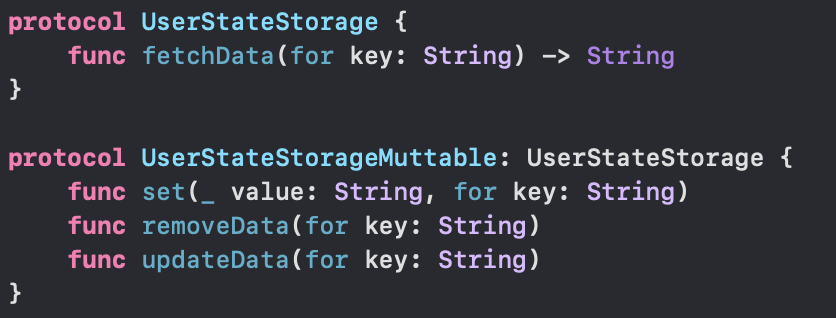 protocol UserStateStorage {
    func fetchData(for key: String) -> String
}

protocol UserStateStorageMuttable: UserStateStorage {
    func set(_ value: String, for key: String)
    func removeData(for key: String)
    func updateData(for key: String)
}